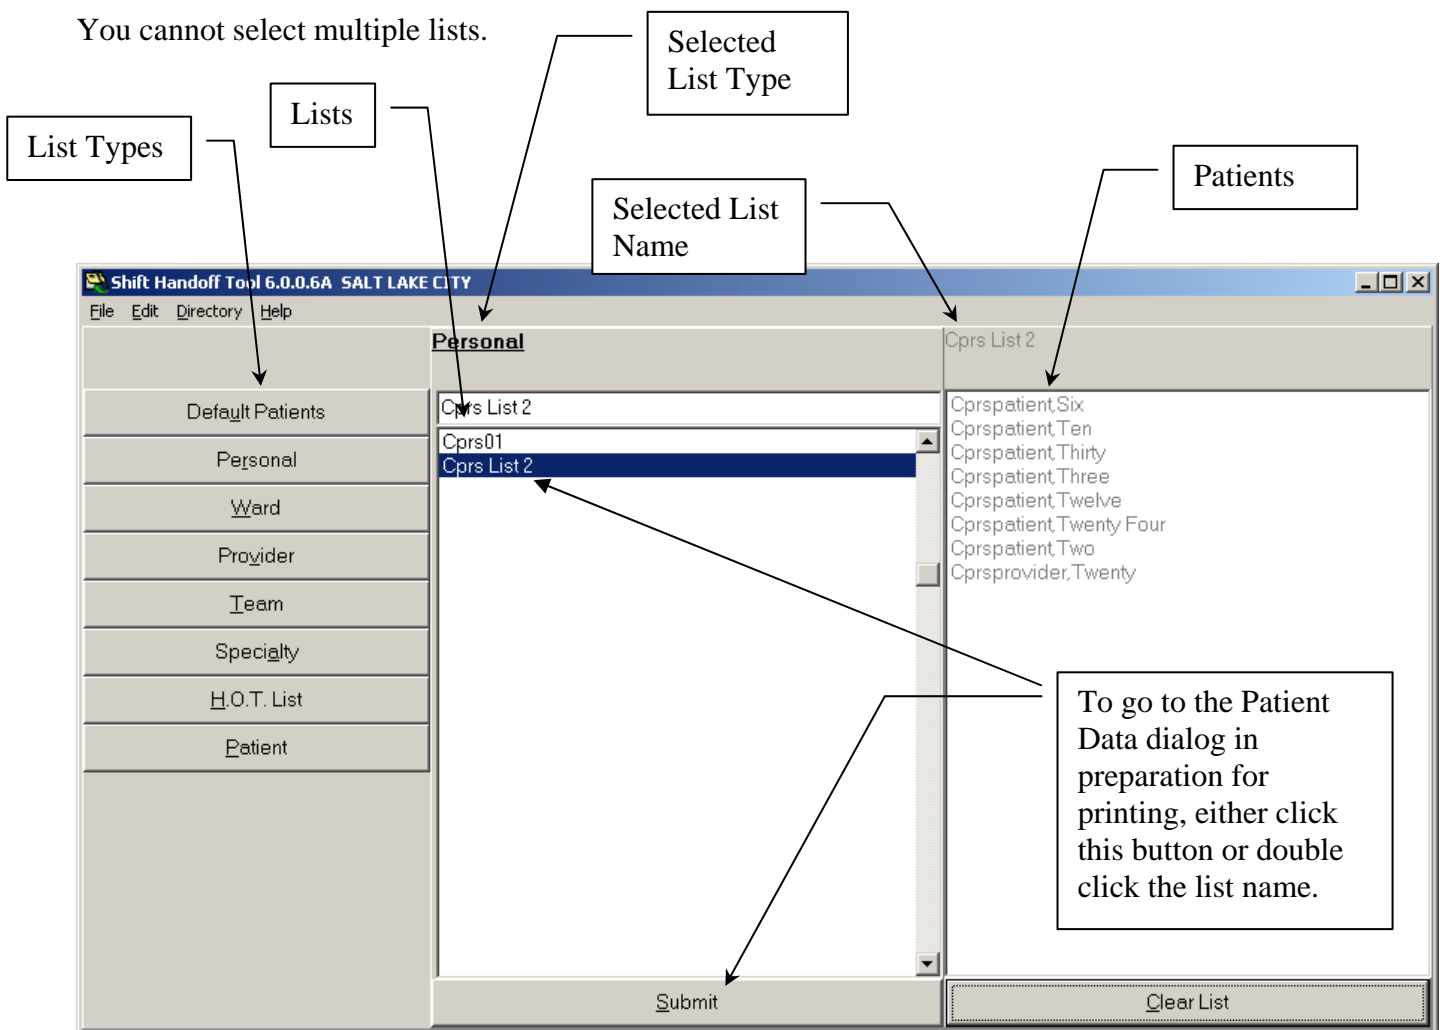 You cannot select multiple lists.
Selected
List Type
Lists
List Types
Patients
Selected List
Name
Shift Handoff Tool 6.0.0.6A SALT LAKE CITY
File Edit Directory Help
Personal
Cprs List 2
Default Patients
Personal
Ward
Provider
Team
Specialty
H.O.T. List
Patient
Cprs List 2
Cprs01
Cprs List 2
Cprspatient,Six
Cprspatient,Ten
Cprspatient,Thirty
Cprspatient,Three
Cprspatient,Twelve
Cprspatient,Twenty Four
Cprspatient,Two
Cprsprovider,Twenty
To go to the Patient
Data dialog in
preparation for
printing, either click
this button or double
click the list name.
Submit
Clear List